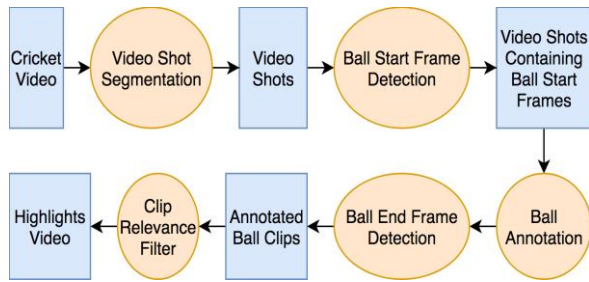 Cricket
Video
Video Shot
Segmentation
Video
Shots
Ball Start Frame
Detection
Video Shots
Containing
Ball Start
Frames
Ball
Annotation
Ball End Frame
Detection
Annotated
Ball Clips
Clip
Relevance
Filter
Highlights
Video